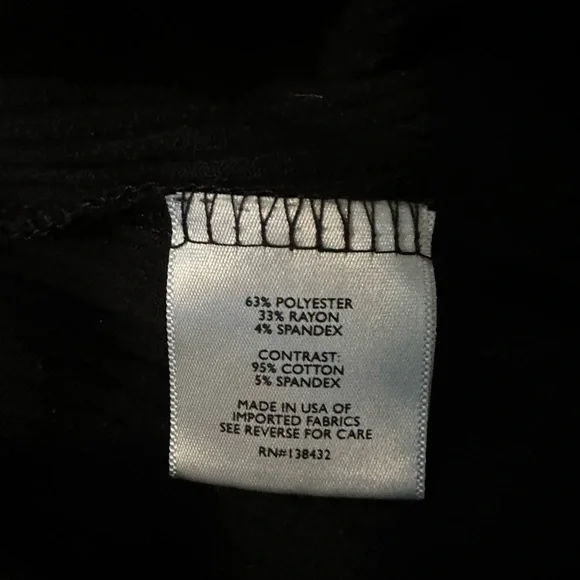 63% POLYESTER
33% RAYON
4% SPANDEX
CONTRAST:
95% COTTON
5% SPANDEX
MADE IN USA OF
IMPORTED FABRICS
SEE REVERSE FOR CARE
RN#138432